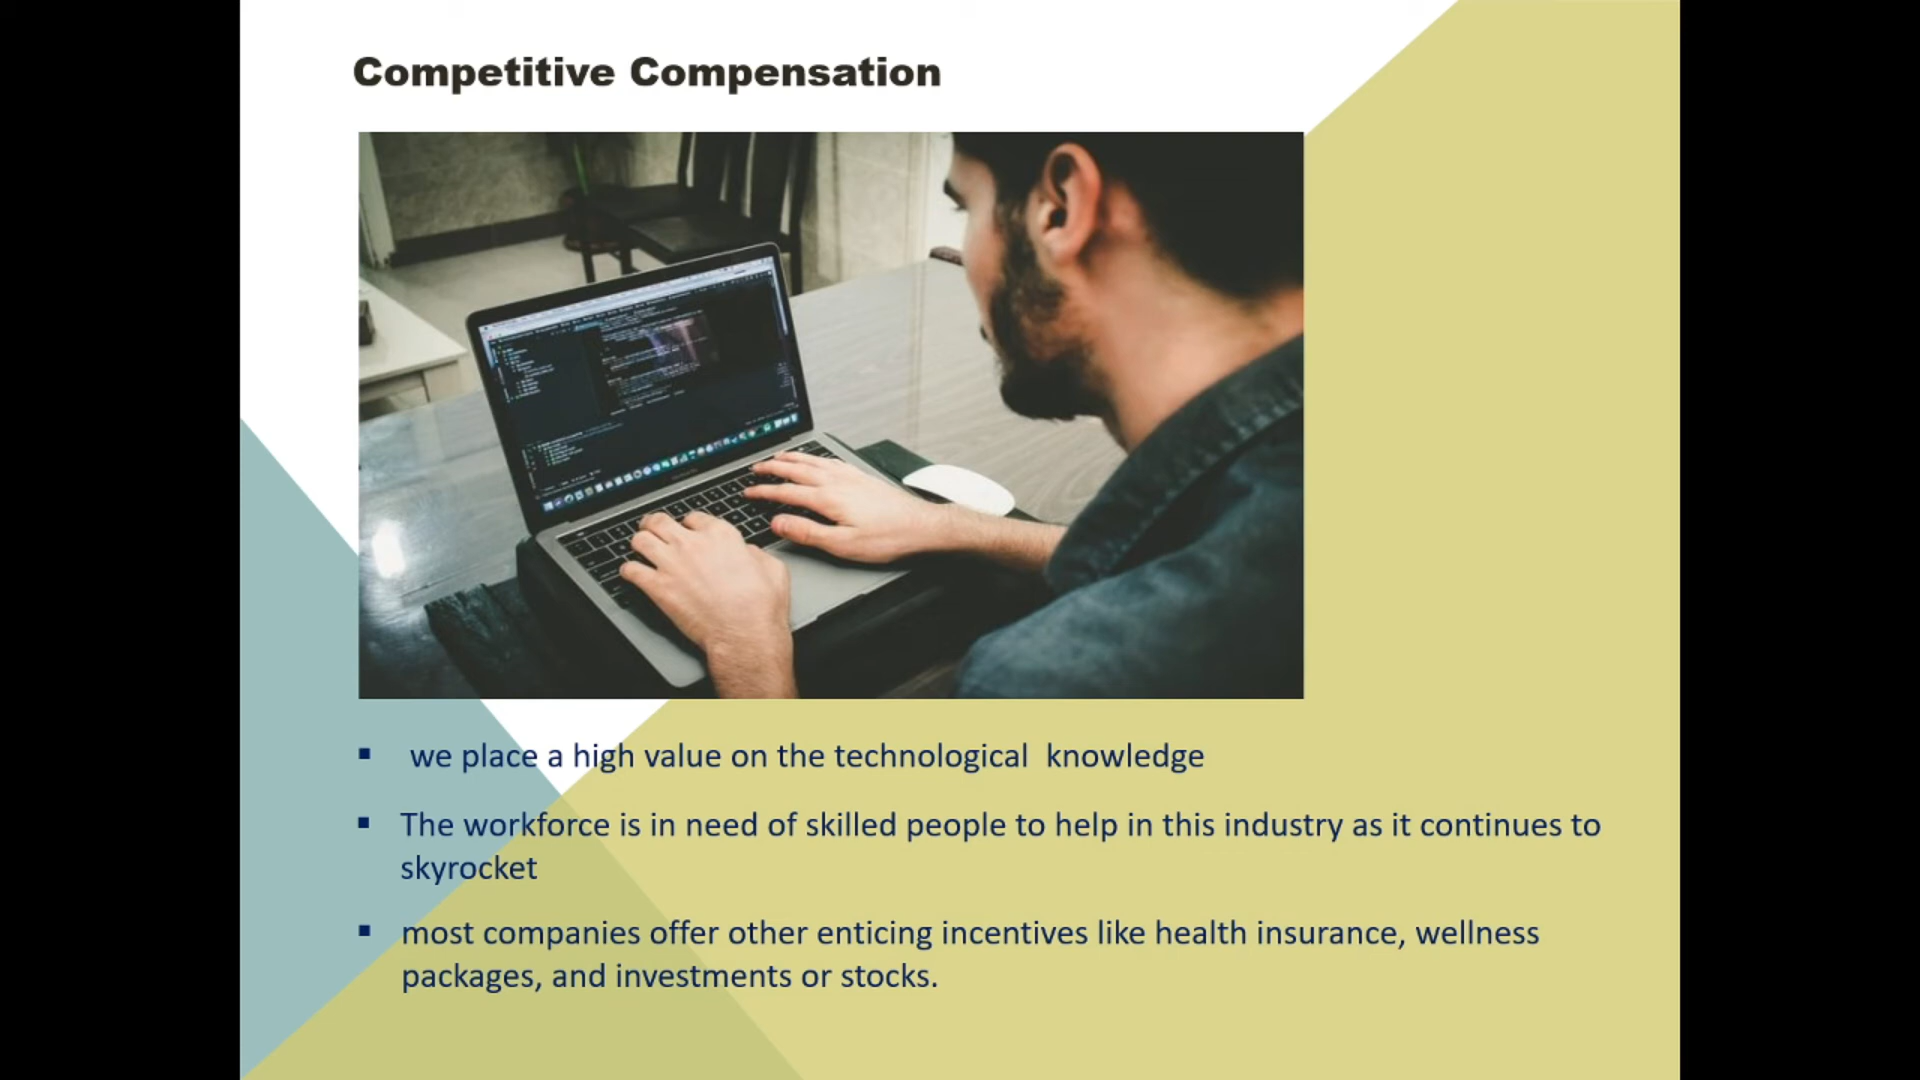 Competitive Compensation
we place a high value on the technological  knowledge
The workforce is in need of skilled people to help in this industry as it continues to
skyrocket
most companies offer other enticing incentives like health insurance, wellness
packages, and investments or stocks.